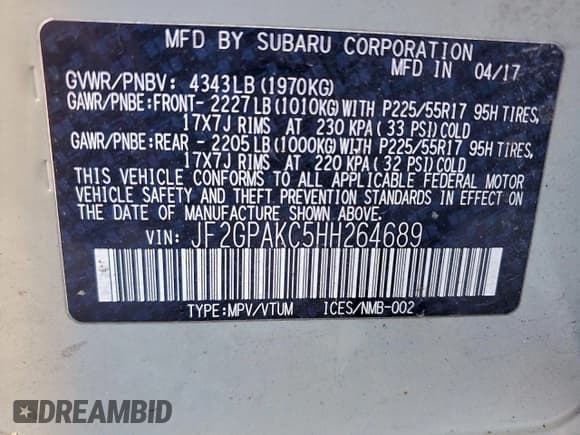 MFD BY SUBARU CORPORATION
MFD IN 04/17
GVWR/PNBV: 4343LB(1970KG)
GAWR/PNBE:FRONT-2227LB(1010KG)WITH P225/55R17 95H TIRES,
17X7J RIMS AT 230 KPA(33 PSI)COLD
GAWR/PNBE:REAR -2205LB(1000KG)WITH P225/55R17 95H TIRES,
17X7J RIMS AT 220 KPA(32 PSI)COLD
THIS VEHICLE CONFORMS TO ALL APPLICABLE FEDERAL MOTOR
VEHICLE SAFETY AND THEFT PREVENTION STANDARDS IN EFFECT ON
THE DATE OF MANUFACTURE SHOWN ABOVE.
VIN: JF2GPAKC5HH264689
TYPE:MPV/VTUM ICES/NMB-002
DREAMBID